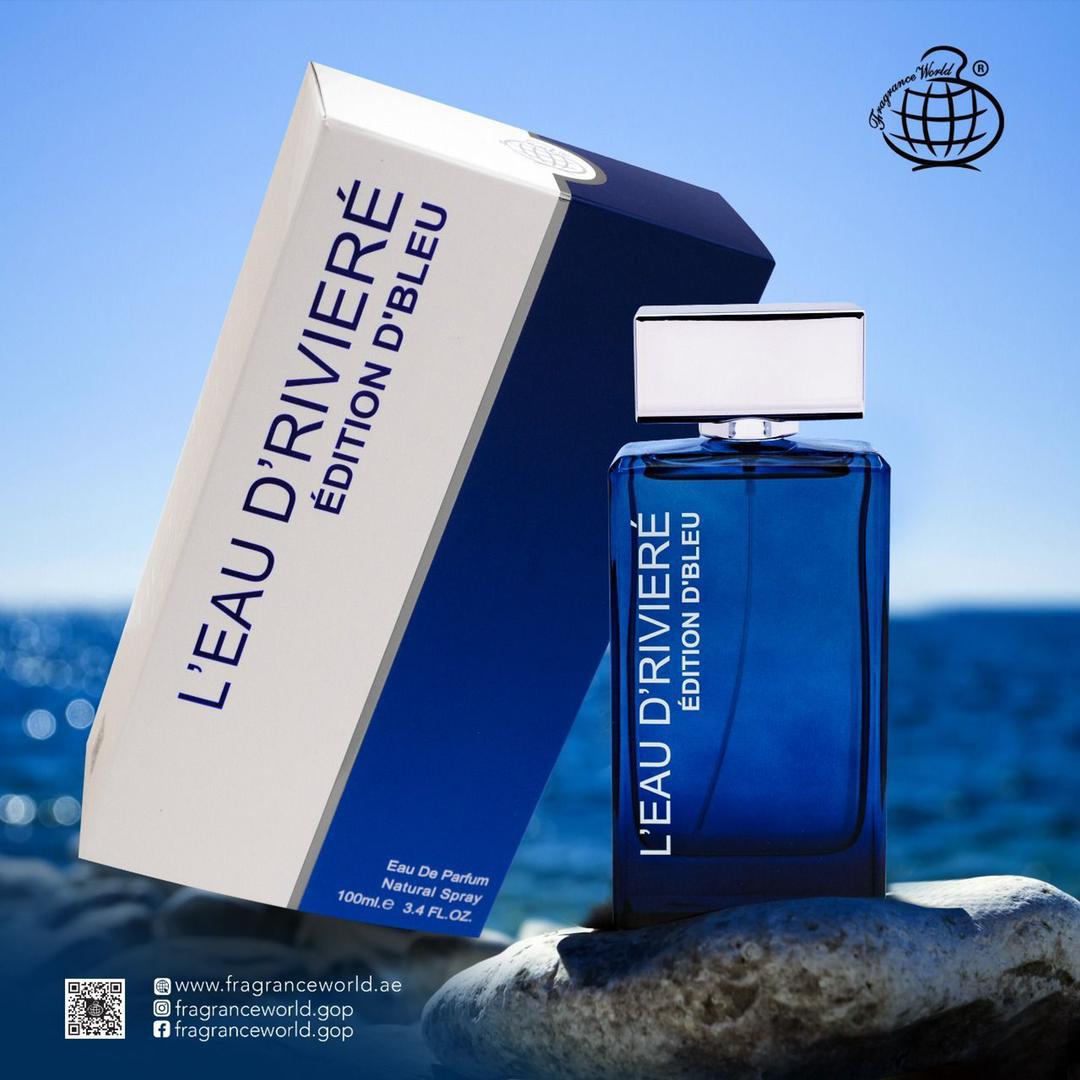 Fragrance World ®
L'EAU D'RIVIERÉ
ÉDITION D'BLEU
Eau De Parfum
Natural Spray
100ml.e 3.4 FL.OZ.
L'EAU D'RIVIERÉ
ÉDITION D'BLEU
www.fragranceworld.ae
fragranceworld.gop
fragranceworld.gop